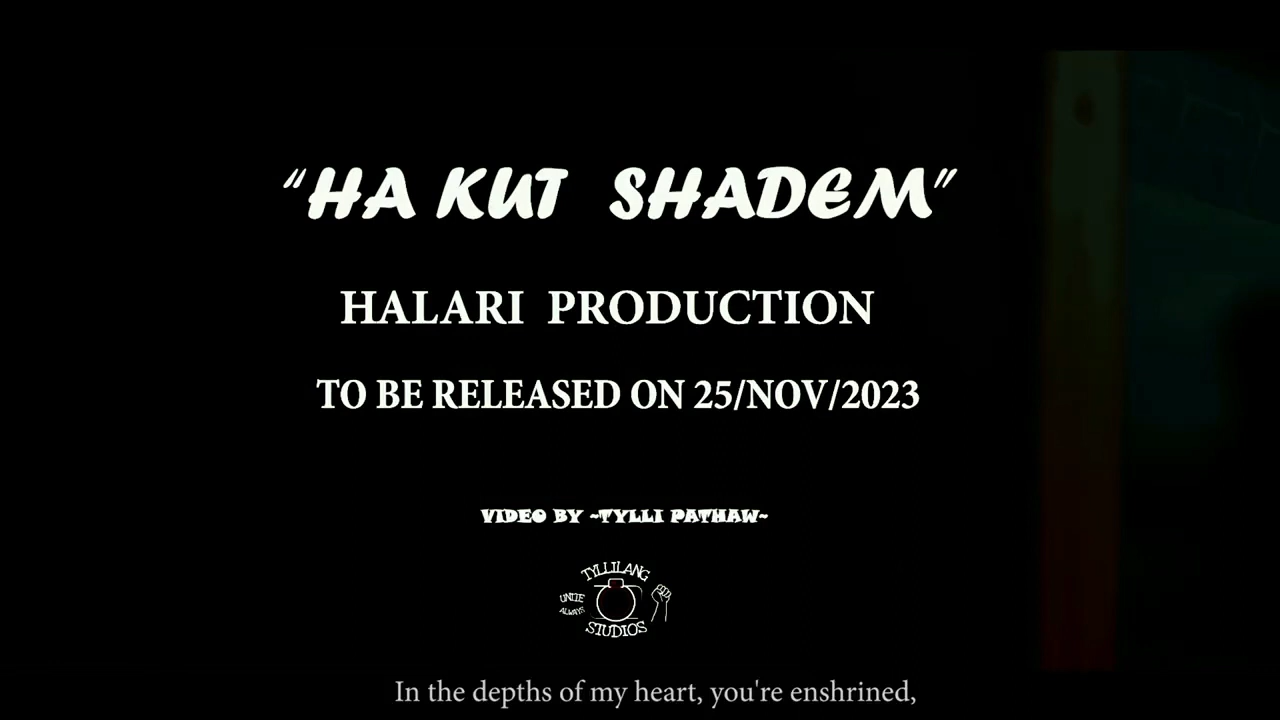 “HA KUT SHADEM”
HALARI PRODUCTION
TO BE RELEASED ON 25/NOV/2023
VIDEO BY ~TYLLI PATHAW~
TYLLILANG
UNITE
ALWAYS
STUDIOS
In the depths of my heart, you're enshrined,